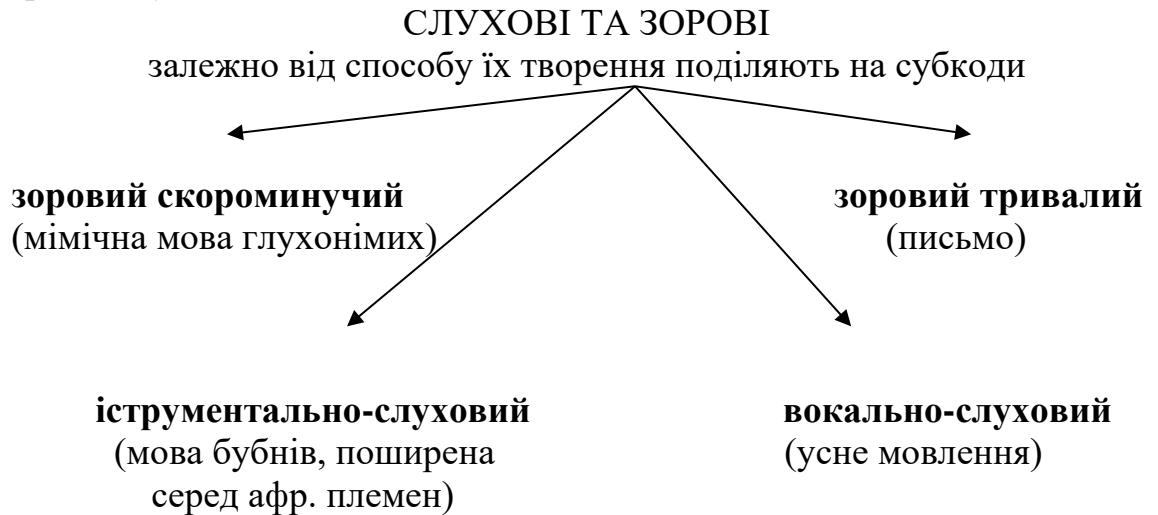 СЛУХОВІ ТА ЗОРОВІ
залежно від способу їх творення поділяють на субкоди
зоровий скороминучий
(мімічна мова глухонімих)
зоровий тривалий
(письмо)
іструментально-слуховий
(мова бубнів, поширена
серед афр. племен)
вокально-слуховий
(усне мовлення)